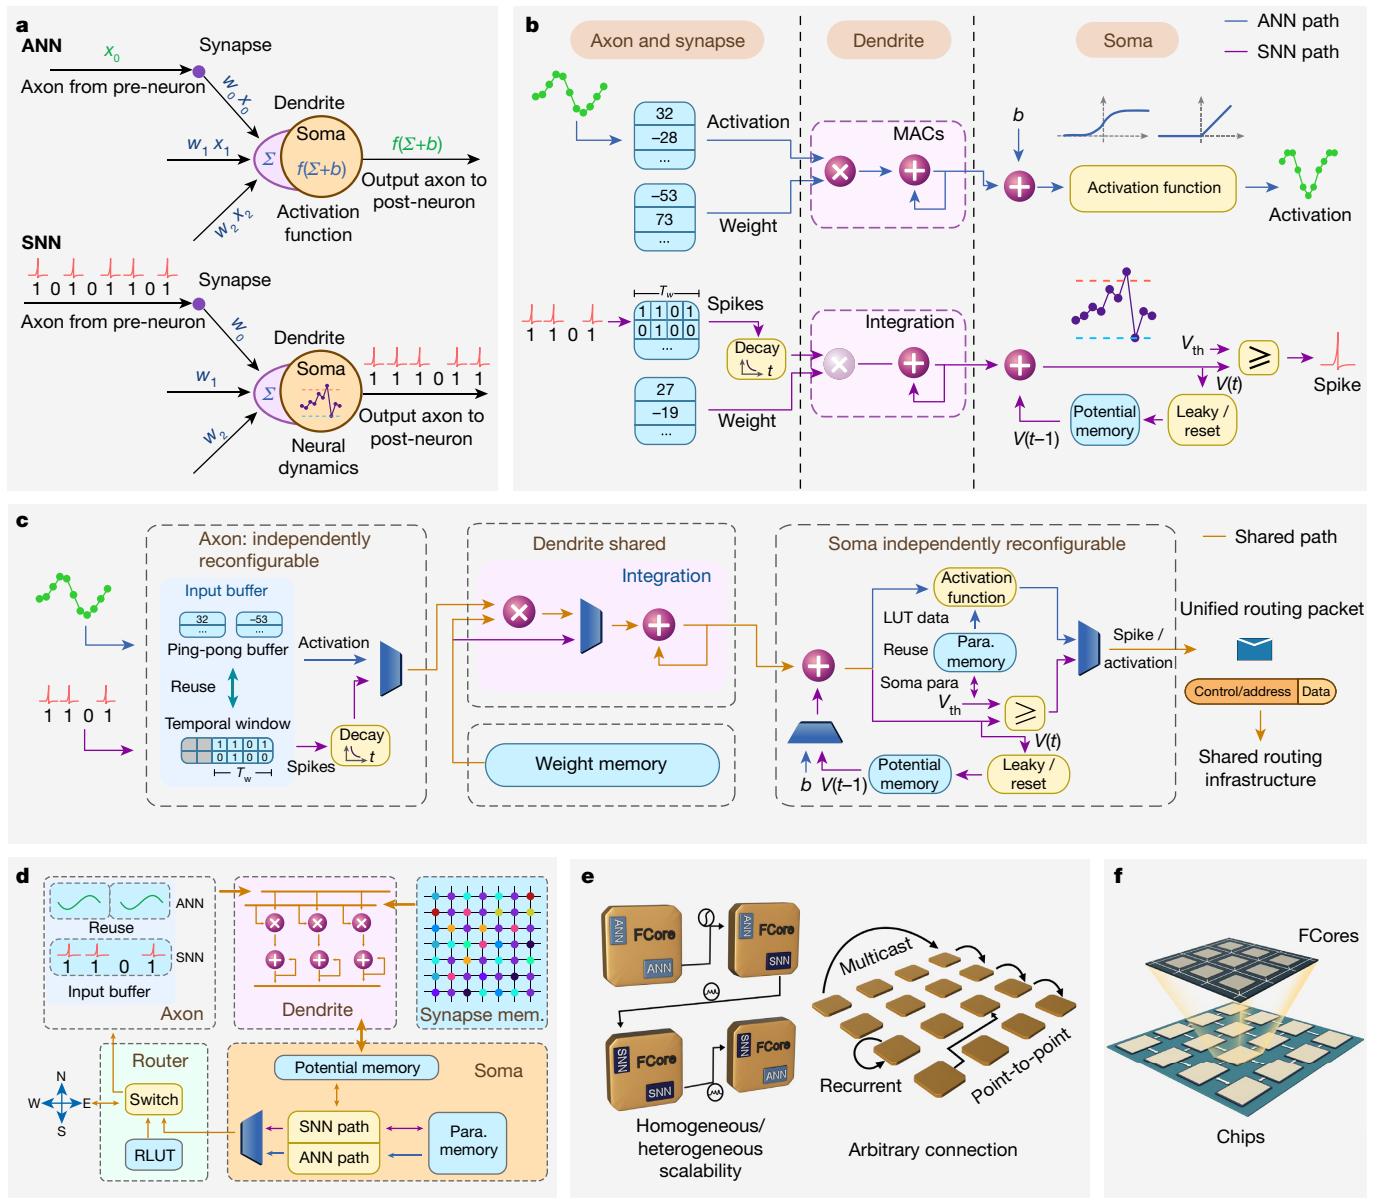 a
ANN
x0
Synapse
Axon from pre-neuron
w0 x0
Dendrite
Soma
w1 x1
Σ
f(Σ+b)
f(Σ+b)
Output axon to
post-neuron
w2 x2
Activation
function
SNN
1 0 1 0 1 1 0 1
Synapse
Axon from pre-neuron
w0
Dendrite
Soma
w1
Σ
1 1 1 0 1 1
Output axon to
post-neuron
w2
Neural
dynamics
b
Axon and synapse
Dendrite
Soma
ANN path
SNN path
32
−28
...
Activation
−53
73
...
Weight
MACs
b
Activation function
Activation
1 1 0 1
Tw
1 1 0 1
0 1 0 0
...
Spikes
Decay
t
27
−19
...
Weight
Integration
Vth
⩾
V(t)
Spike
V(t−1)
Potential
memory
Leaky /
reset
c
Axon: independently
reconfigurable
Input buffer
32
...
−53
...
Ping-pong buffer
Reuse
Temporal window
1 1 0 1
0 1 0 0
Tw
1 1 0 1
Activation
Spikes
Decay
t
Dendrite shared
Integration
Weight memory
Soma independently reconfigurable
Activation
function
LUT data
Reuse
Para.
memory
Soma para
Vth
⩾
V(t)
b
V(t−1)
Potential
memory
Leaky /
reset
Spike /
activation
Shared path
Unified routing packet
Control/address
Data
Shared routing
infrastructure
d
ANN
Reuse
SNN
1 1 0 1
Input buffer
Axon
Dendrite
Synapse mem.
Router
N
W
E
S
Switch
RLUT
Potential memory
Soma
SNN path
ANN path
Para.
memory
e
ANN
FCore
ANN
ANN
FCore
SNN
SNN
FCore
SNN
SNN
FCore
ANN
Homogeneous/
heterogeneous
scalability
Multicast
Recurrent
Point-to-point
Arbitrary connection
f
FCores
Chips